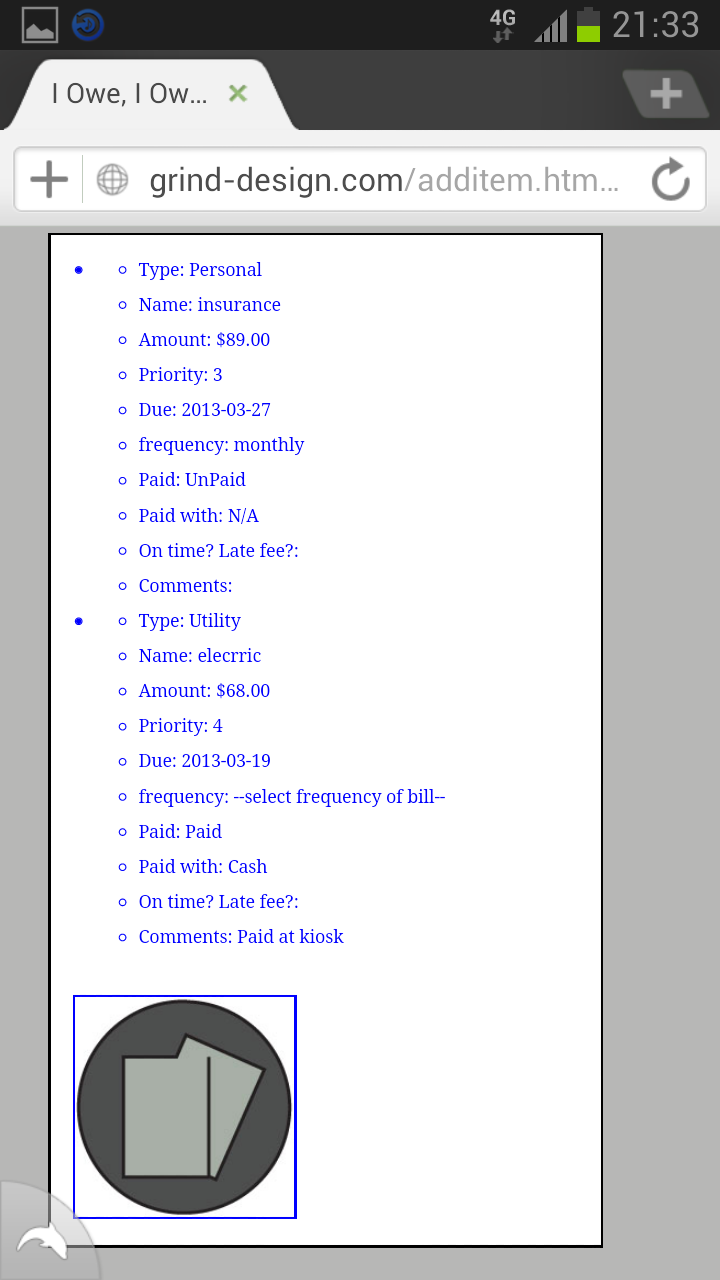 4G 21:33
I Owe, I Ow...
grind-design.com/additem.htm...
Type: Personal
Name: insurance
Amount: $89.00
Priority: 3
Due: 2013-03-27
frequency: monthly
Paid: UnPaid
Paid with: N/A
On time? Late fee?:
Comments:
Type: Utility
Name: elecrric
Amount: $68.00
Priority: 4
Due: 2013-03-19
frequency: --select frequency of bill--
Paid: Paid
Paid with: Cash
On time? Late fee?:
Comments: Paid at kiosk